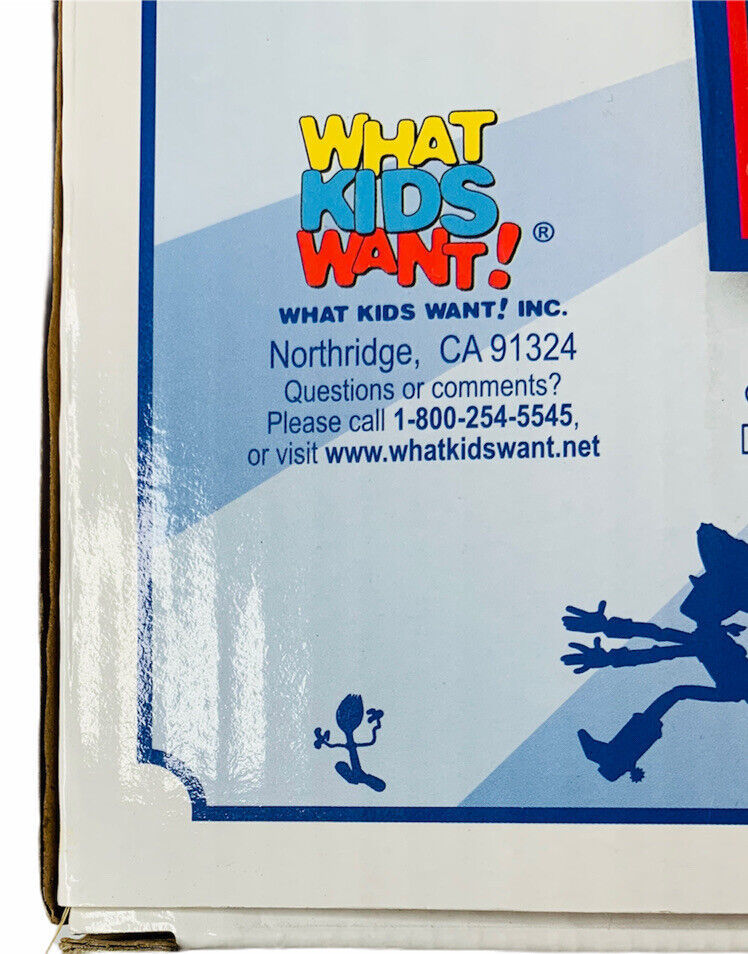 WHAT
KIDS
WANT! ®
WHAT KIDS WANT! INC.
Northridge, CA 91324
Questions or comments?
Please call 1-800-254-5545,
or visit www.whatkidswant.net